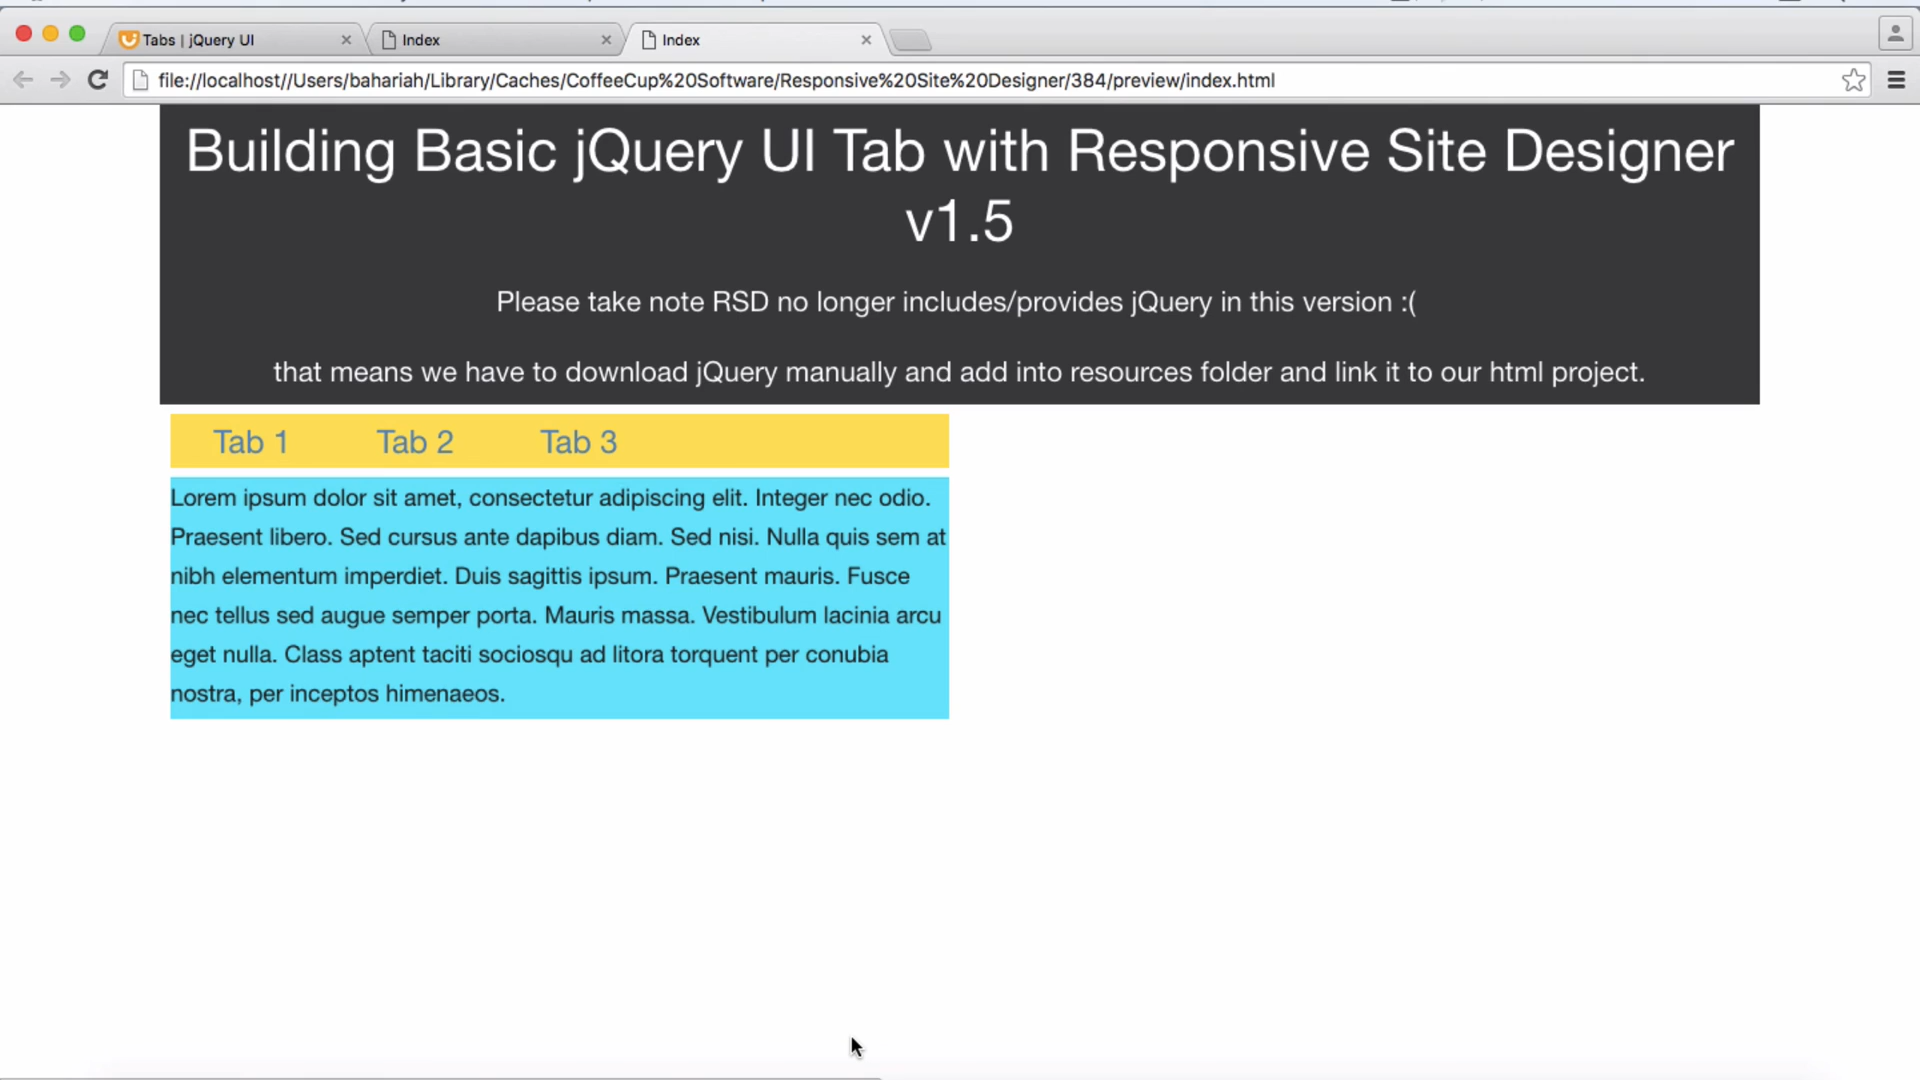 Tabs | jQuery UI
Index
Index
file://localhost//Users/bahariah/Library/Caches/CoffeeCup%20Software/Responsive%20Site%20Designer/384/preview/index.html
Building Basic jQuery UI Tab with Responsive Site Designer
v1.5
Please take note RSD no longer includes/provides jQuery in this version :(
that means we have to download jQuery manually and add into resources folder and link it to our html project.
Tab 1
Tab 2
Tab 3
Lorem ipsum dolor sit amet, consectetur adipiscing elit. Integer nec odio.
Praesent libero. Sed cursus ante dapibus diam. Sed nisi. Nulla quis sem at
nibh elementum imperdiet. Duis sagittis ipsum. Praesent mauris. Fusce
nec tellus sed augue semper porta. Mauris massa. Vestibulum lacinia arcu
eget nulla. Class aptent taciti sociosqu ad litora torquent per conubia
nostra, per inceptos himenaeos.